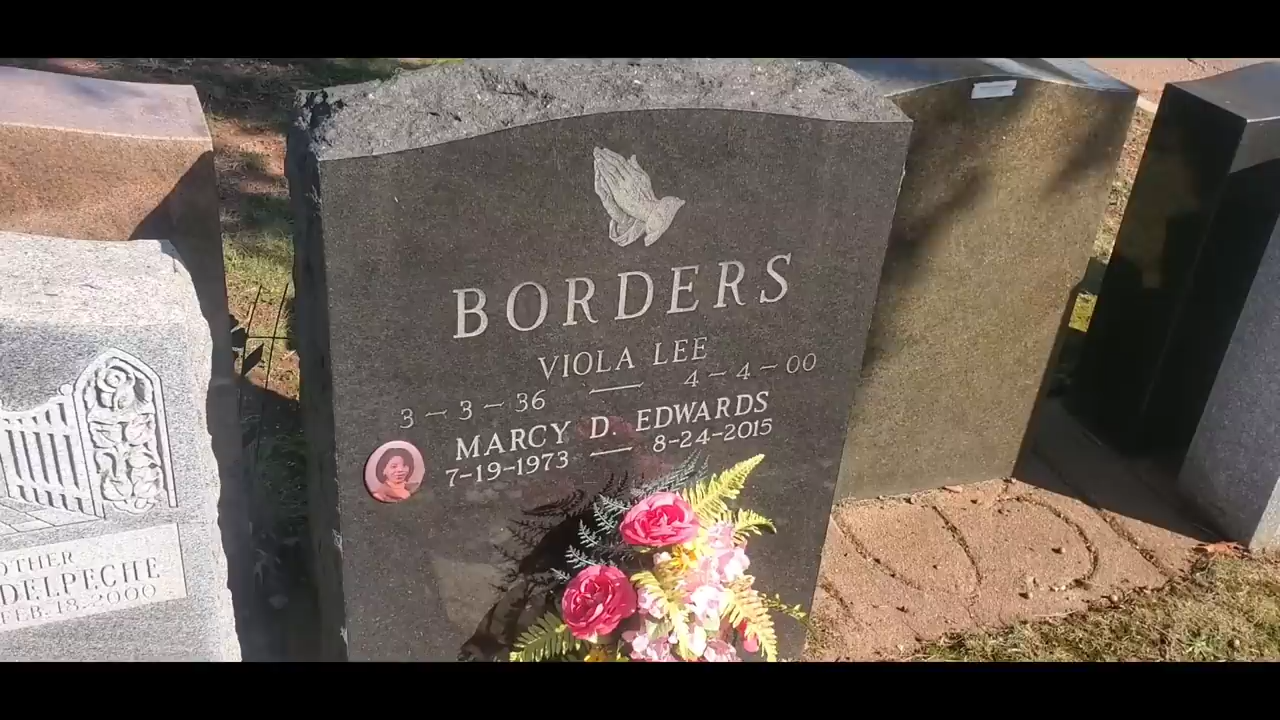 BORDERS
VIOLA LEE
3-3-36 — 4-4-00
MARCY D. EDWARDS
7-19-1973 — 8-24-2015
OTHER
DELPECHE
FEB. 18-2000